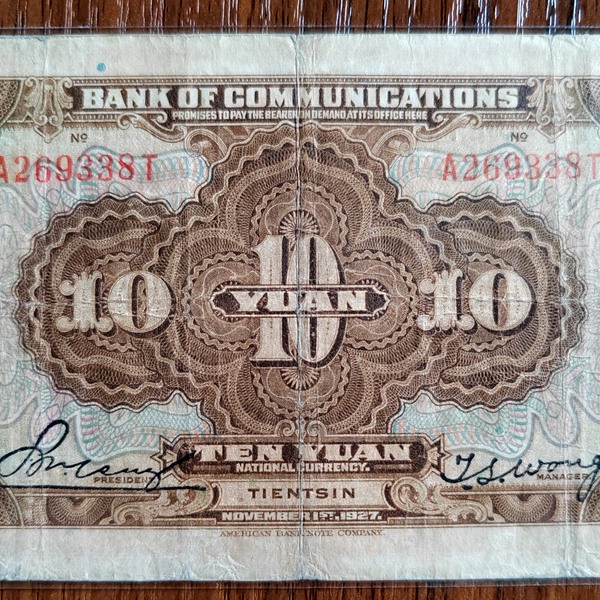 BANK OF COMMUNICATIONS
PROMISES TO PAY THE BEARER ON DEMAND AT ITS OFFICE HERE
Nº Nº
A269338T A269338T
10 10 YUAN 10
TEN YUAN
NATIONAL CURRENCY.
PRESIDENT T.S. Wong MANAGER
TIENTSIN
NOVEMBER 1ST, 1927.
AMERICAN BANK NOTE COMPANY.